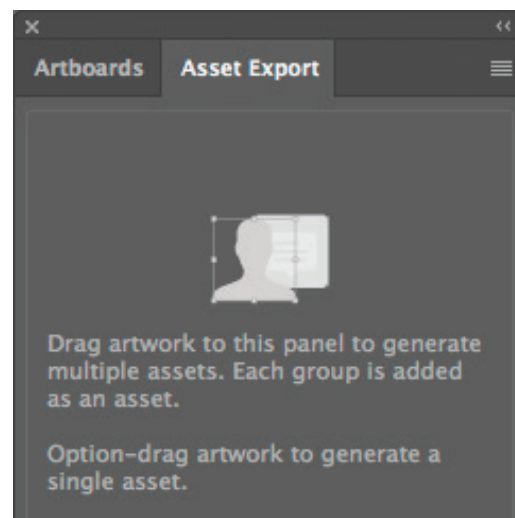 Artboards Asset Export
Drag artwork to this panel to generate
multiple assets. Each group is added
as an asset.
Option-drag artwork to generate a
single asset.